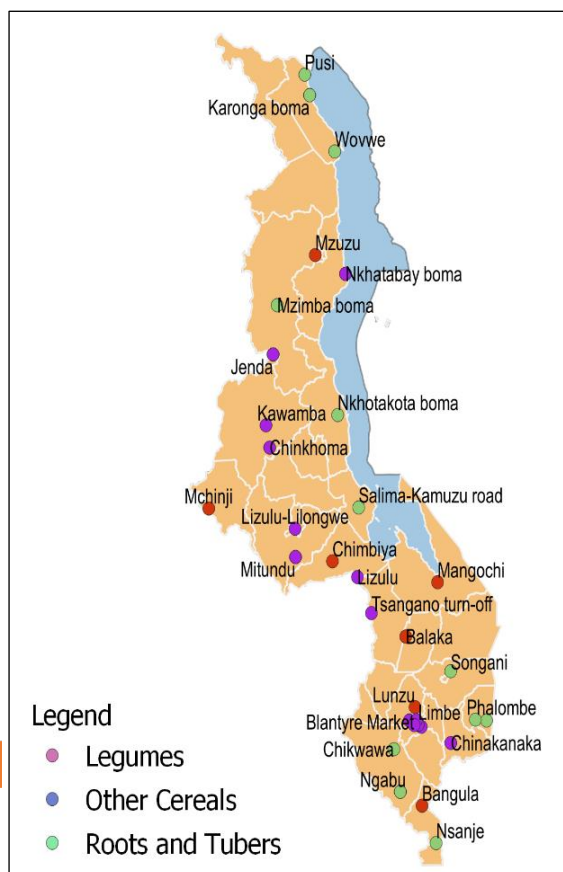 Pusi
Karonga boma
Wovwe
Mzuzu
Nkhatabay boma
Mzimba boma
Jenda
Nkhotakota boma
Kawamba
Chinkhoma
Mchinji
Salima-Kamuzu road
Lizulu-Lilongwe
Chimbiya
Mitundu
Lizulu
Mangochi
Tsangano turn-off
Balaka
Songani
Lunzu
Limbe
Phalombe
Blantyre Market
Chinakanaka
Chikwawa
Ngabu
Bangula
Nsanje
Legend
Legumes
Other Cereals
Roots and Tubers